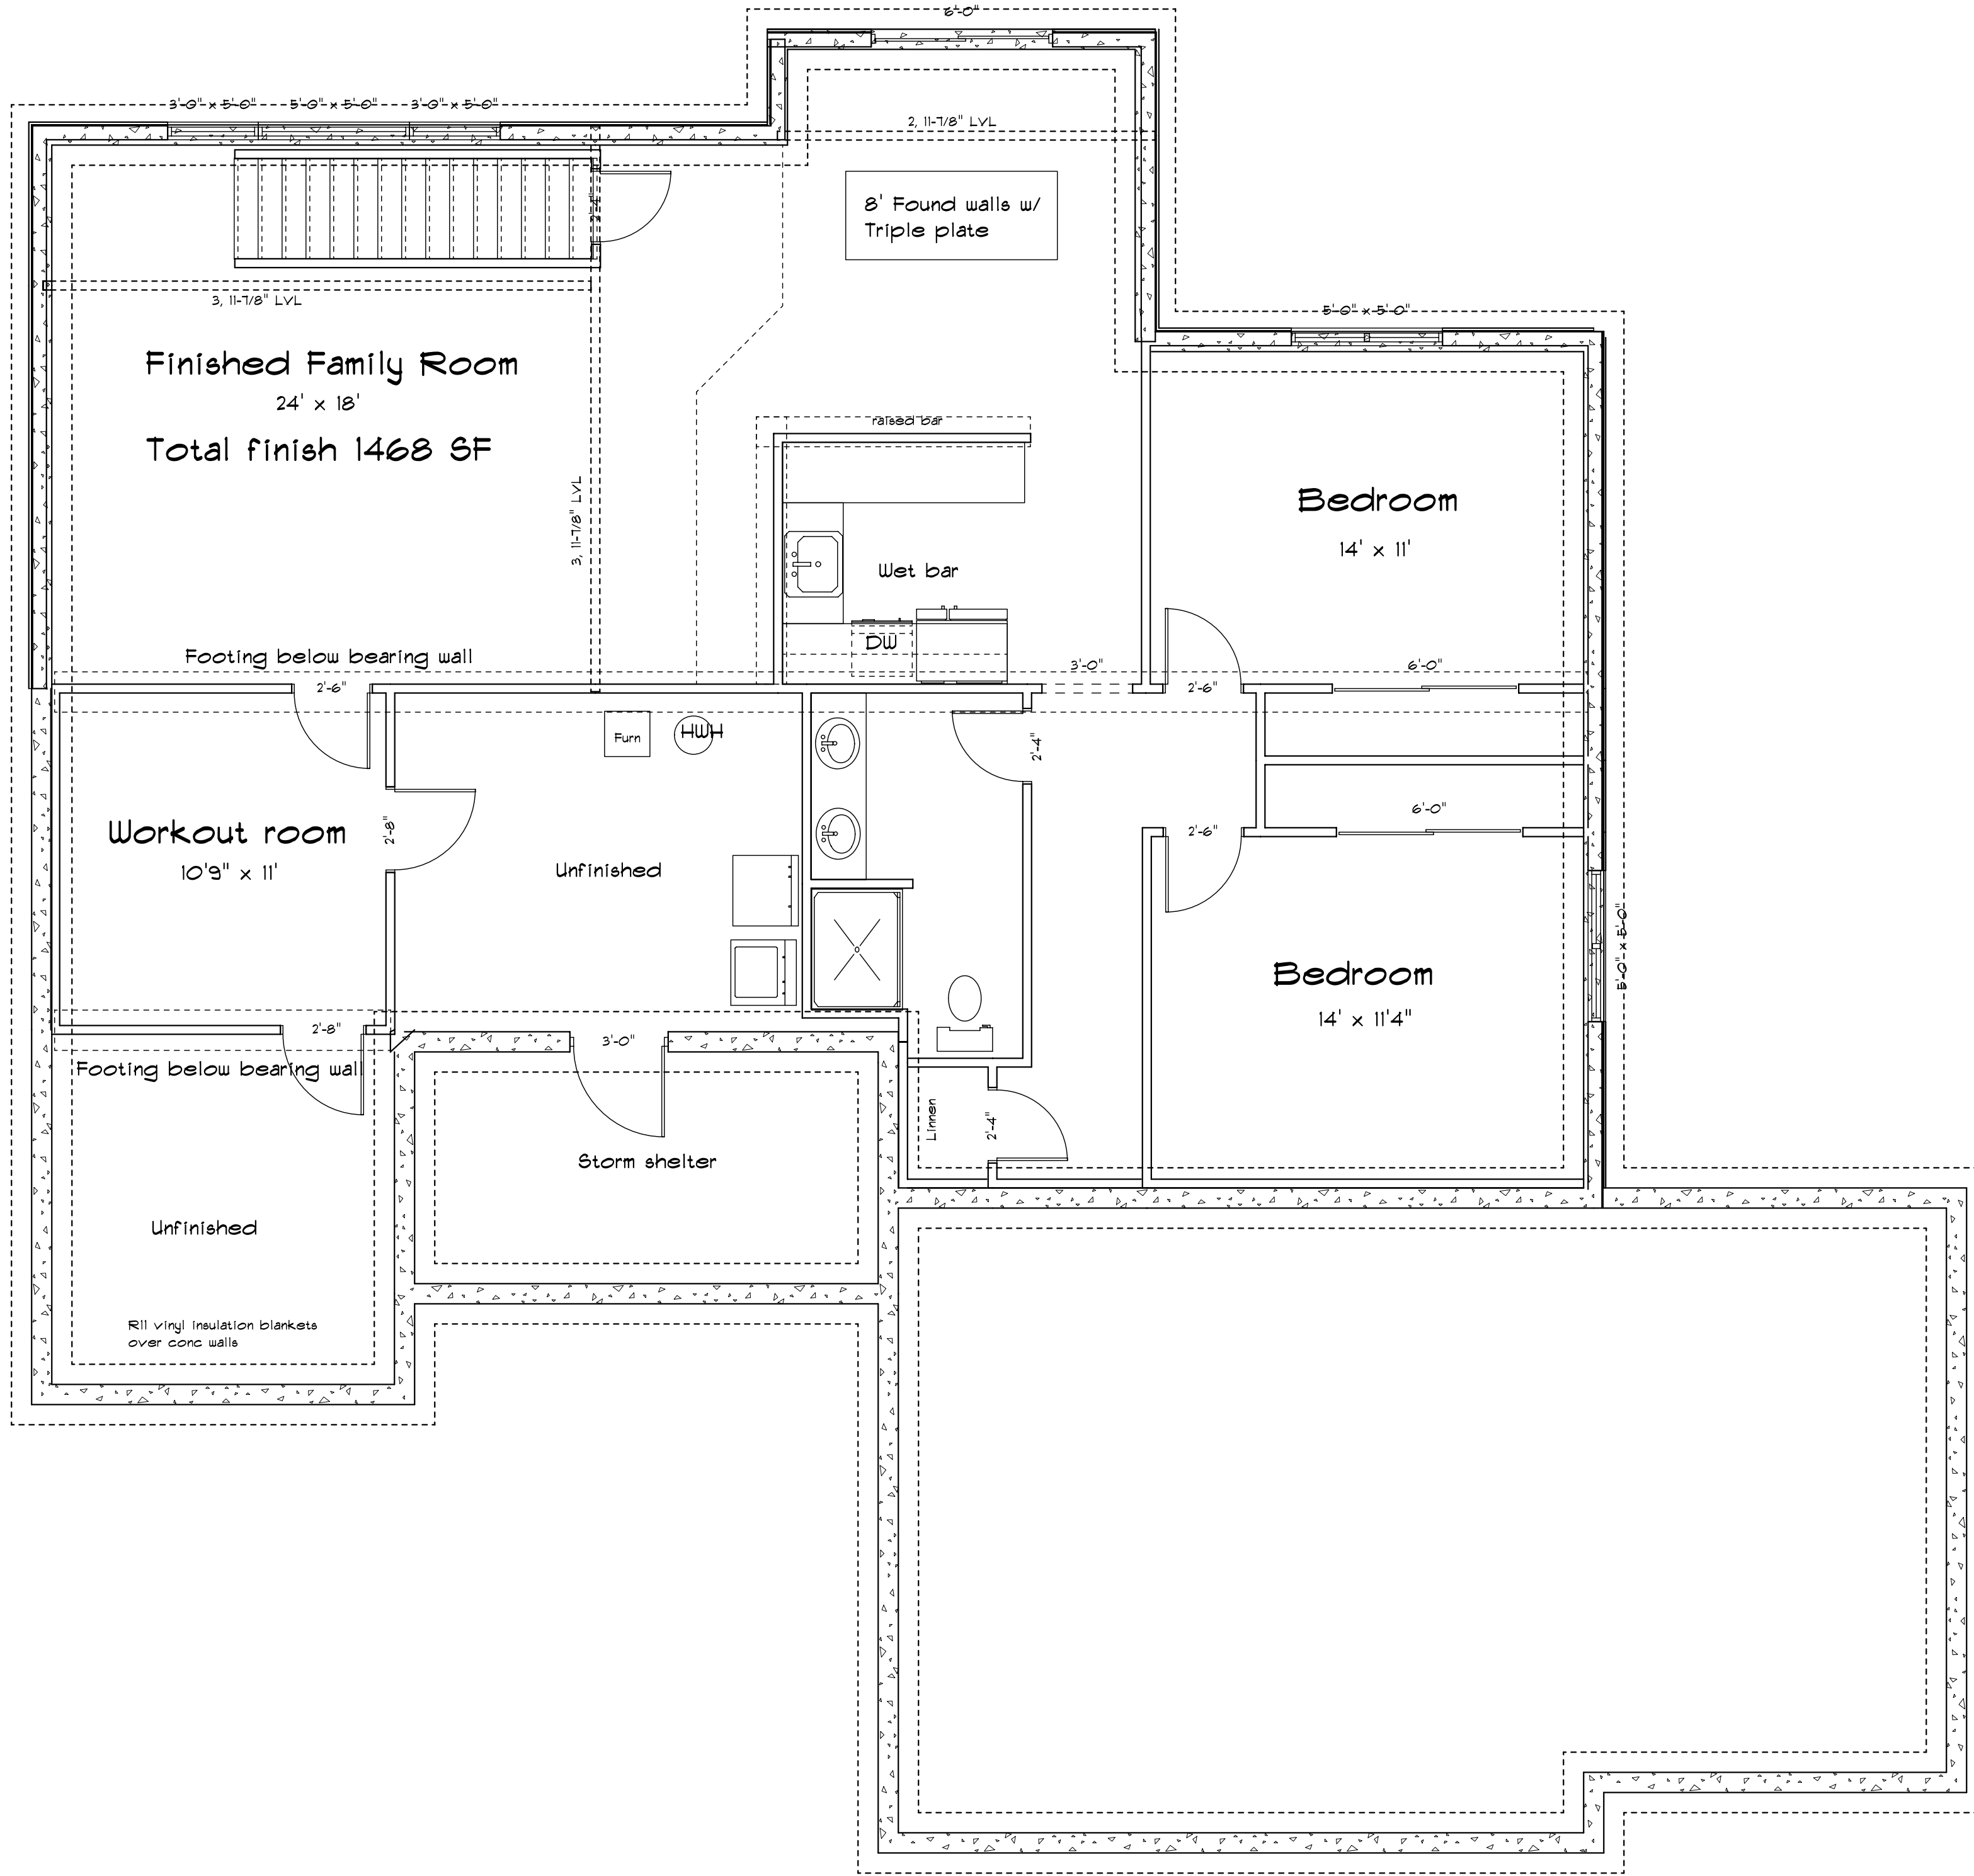 6'-0"
3'-0" x 5'-0"
5'-0" x 5'-0"
3'-0" x 5'-0"
2, 11-7/8" LVL
8' Found walls w/
Triple plate
3, 11-7/8" LVL
5'-0" x 5'-0"
Finished Family Room
24' x 18'
Total finish 1468 SF
raised bar
3, 11-7/8" LVL
Bedroom
14' x 11'
Wet bar
DW
Footing below bearing wall
3'-0"
6'-0"
2'-6"
2'-6"
Furn
HWH
2'-4"
Workout room
10'9" x 11'
2'-8"
Unfinished
2'-6"
6'-0"
5'-0" x 5'-0"
Bedroom
14' x 11'4"
2'-8"
3'-0"
Footing below bearing wall
Linnen
2'-4"
Storm shelter
Unfinished
R11 vinyl insulation blankets
over conc walls